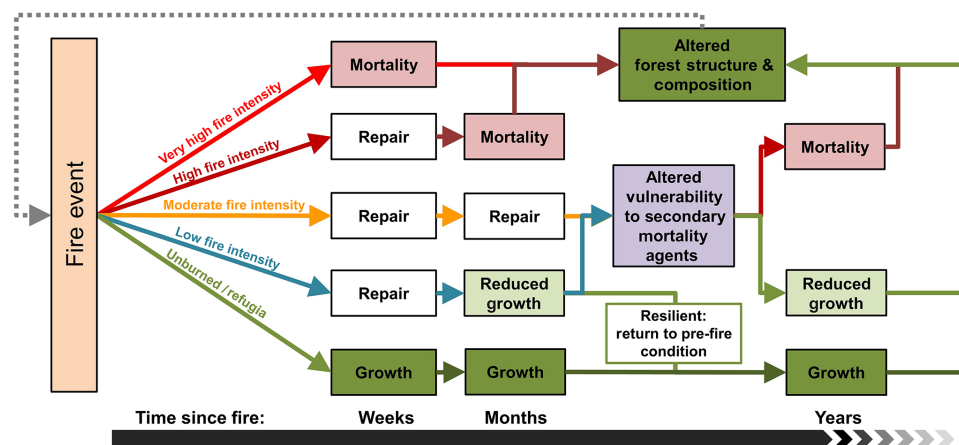 Fire event
Very high fire intensity
High fire intensity
Moderate fire intensity
Low fire intensity
Unburned / refugia
Mortality
Repair
Mortality
Repair
Repair
Repair
Reduced
growth
Growth
Growth
Altered
forest structure &
composition
Altered
vulnerability
to secondary
mortality
agents
Resilient:
return to pre-fire
condition
Mortality
Reduced
growth
Growth
Time since fire:
Weeks
Months
Years